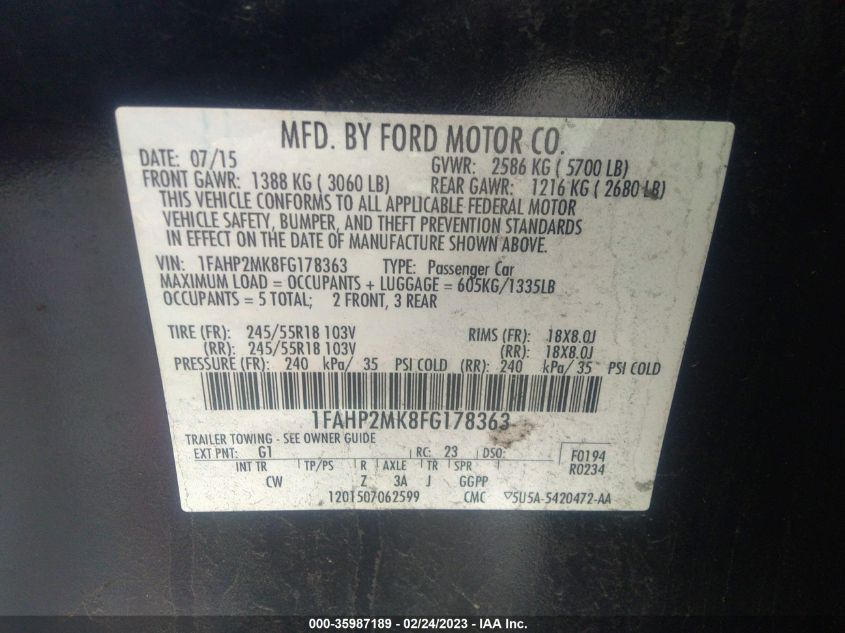 MFD. BY FORD MOTOR CO.
DATE: 07/15 GVWR: 2586 KG ( 5700 LB)
FRONT GAWR: 1388 KG ( 3060 LB) REAR GAWR: 1216 KG ( 2680 LB)
THIS VEHICLE CONFORMS TO ALL APPLICABLE FEDERAL MOTOR
VEHICLE SAFETY, BUMPER, AND THEFT PREVENTION STANDARDS
IN EFFECT ON THE DATE OF MANUFACTURE SHOWN ABOVE.
VIN: 1FAHP2MK8FG178363 TYPE: Passenger Car
MAXIMUM LOAD = OCCUPANTS + LUGGAGE = 605KG/1335LB
OCCUPANTS = 5 TOTAL; 2 FRONT, 3 REAR
TIRE (FR): 245/55R18 103V RIMS (FR): 18X8.0J
(RR): 245/55R18 103V (RR): 18X8.0J
PRESSURE (FR): 240 kPa/ 35 PSI COLD (RR): 240 kPa/ 35 PSI COLD
1FAHP2MK8FG178363
TRAILER TOWING - SEE OWNER GUIDE
EXT PNT: G1 RC: 23 DSO: F0194
INT TR TP/PS R AXLE TR SPR R0234
CW Z 3A J GGPP
1201507062599 CMC ▽5U5A-5420472-AA
000-35987189 - 02/24/2023 - IAA Inc.